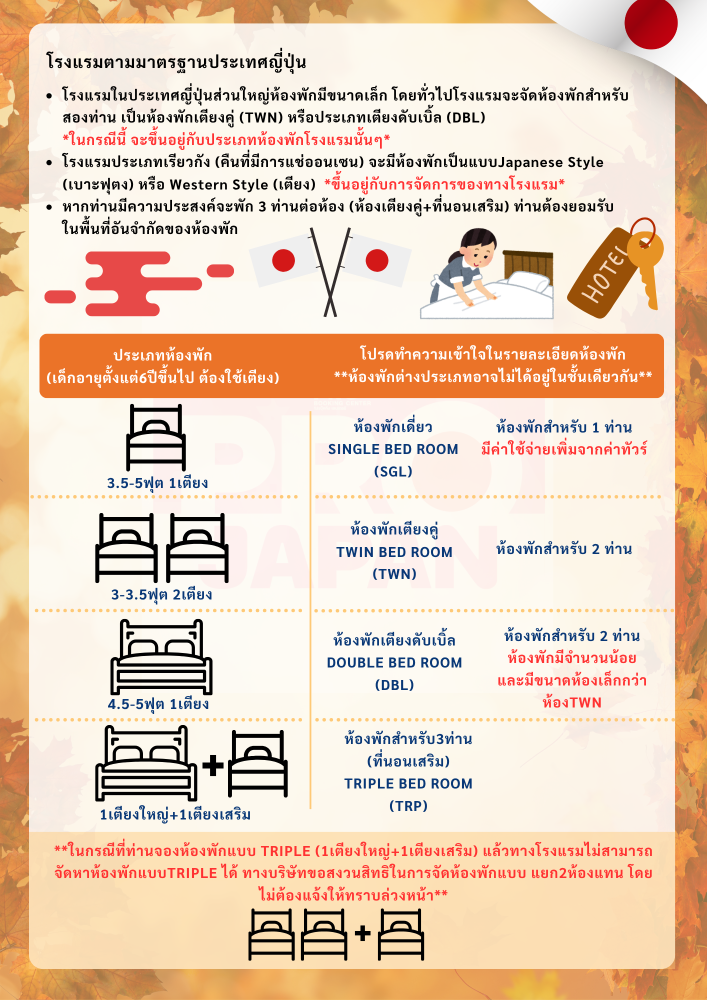 โรงแรมตามมาตรฐานประเทศญี่ปุ่น
• โรงแรมในประเทศญี่ปุ่นส่วนใหญ่ห้องพักมีขนาดเล็ก โดยทั่วไปโรงแรมจะจัดห้องพักสำหรับ
สองท่าน เป็นห้องพักเตียงคู่ (TWN) หรือประเภทเตียงดับเบิ้ล (DBL)
*ในกรณีนี้ จะขึ้นอยู่กับประเภทห้องพักโรงแรมนั้นๆ*
• โรงแรมประเภทเรียวกัง (คืนที่มีการแช่ออนเซน) จะมีห้องพักเป็นแบบJapanese Style
(เบาะฟุตง) หรือ Western Style (เตียง) *ขึ้นอยู่กับการจัดการของทางโรงแรม*
• หากท่านมีความประสงค์จะพัก 3 ท่านต่อห้อง (ห้องเตียงคู่+ที่นอนเสริม) ท่านต้องยอมรับ
ในพื้นที่อันจำกัดของห้องพัก
HOTEL
ประเภทห้องพัก
(เด็กอายุตั้งแต่6ปีขึ้นไป ต้องใช้เตียง)
โปรดทำความเข้าใจในรายละเอียดห้องพัก
**ห้องพักต่างประเภทอาจไม่ได้อยู่ในชั้นเดียวกัน**
BOOKING CENTER
PRO
JAPAN
3.5-5ฟุต 1เตียง
ห้องพักเดี่ยว
SINGLE BED ROOM
(SGL)
ห้องพักสำหรับ 1 ท่าน
มีค่าใช้จ่ายเพิ่มจากค่าทัวร์
3-3.5ฟุต 2เตียง
ห้องพักเตียงคู่
TWIN BED ROOM
(TWN)
ห้องพักสำหรับ 2 ท่าน
4.5-5ฟุต 1เตียง
ห้องพักเตียงดับเบิ้ล
DOUBLE BED ROOM
(DBL)
ห้องพักสำหรับ 2 ท่าน
ห้องพักมีจำนวนน้อย
และมีขนาดห้องเล็กกว่า
ห้องTWN
1เตียงใหญ่+1เตียงเสริม
ห้องพักสำหรับ3ท่าน
(ที่นอนเสริม)
TRIPLE BED ROOM
(TRP)
**ในกรณีที่ท่านจองห้องพักแบบ TRIPLE (1เตียงใหญ่+1เตียงเสริม) แล้วทางโรงแรมไม่สามารถ
จัดหาห้องพักแบบTRIPLE ได้ ทางบริษัทขอสงวนสิทธิในการจัดห้องพักแบบ แยก2ห้องแทน โดย
ไม่ต้องแจ้งให้ทราบล่วงหน้า**